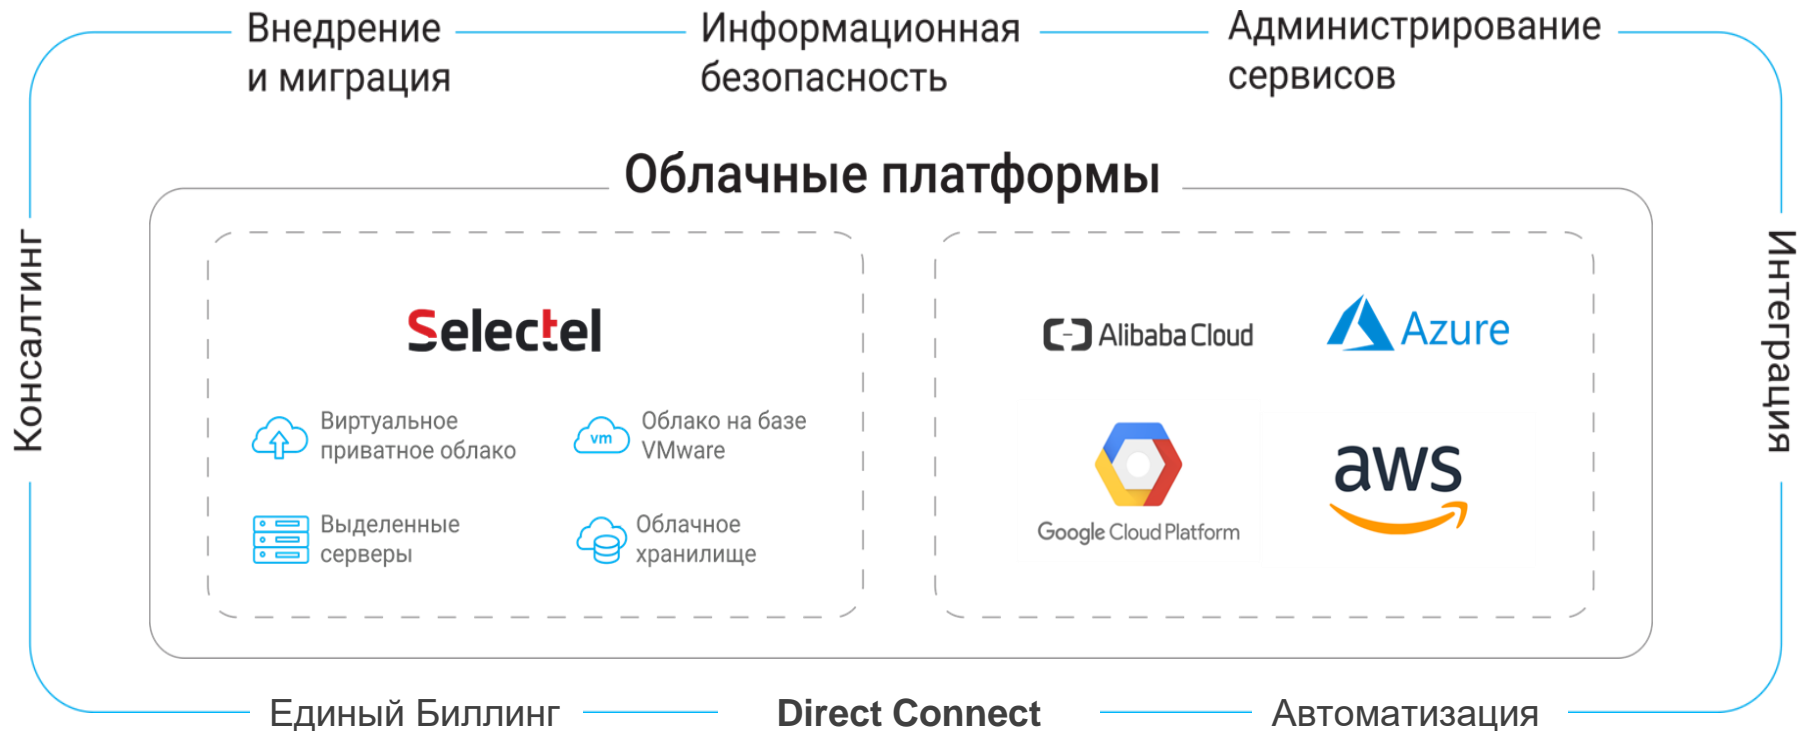 Внедрение
и миграция
Информационная
безопасность
Администрирование
сервисов
Консалтинг
Облачные платформы
Интеграция
Selectel
Виртуальное
приватное облако
vm
Облако на базе
VMware
Выделенные
серверы
Облачное
хранилище
Alibaba Cloud
Azure
Google Cloud Platform
aws
Единый Биллинг
Direct Connect
Автоматизация